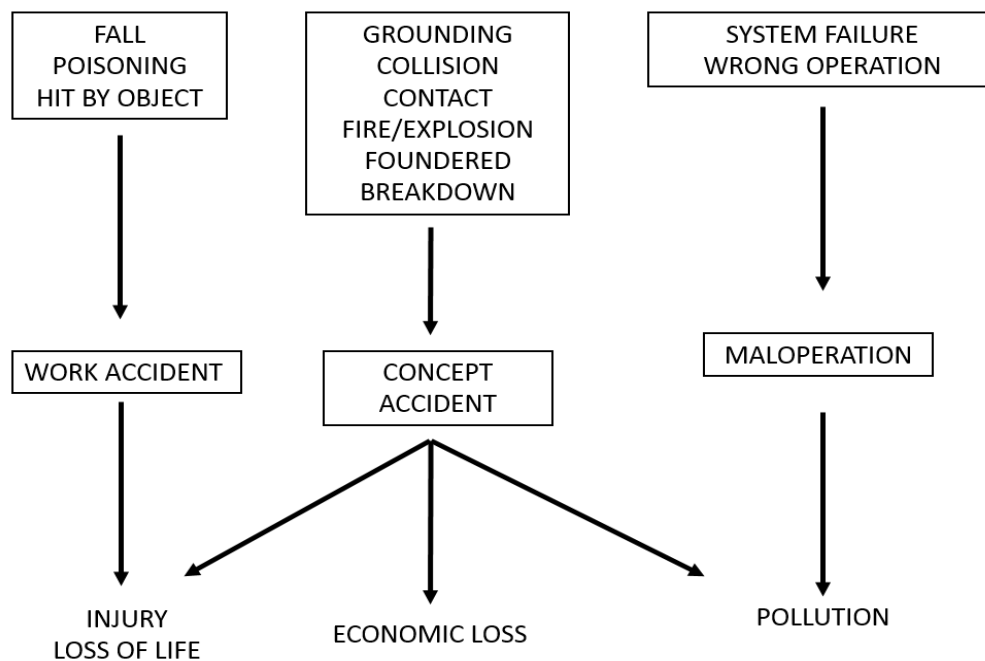 FALL
POISONING
HIT BY OBJECT
GROUNDING
COLLISION
CONTACT
FIRE/EXPLOSION
FOUNDERED
BREAKDOWN
SYSTEM FAILURE
WRONG OPERATION
WORK ACCIDENT
CONCEPT
ACCIDENT
MALOPERATION
INJURY
LOSS OF LIFE
ECONOMIC LOSS
POLLUTION